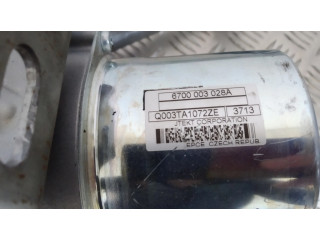 6700 003 028A
Q003TA1072ZE 3713
JTEKT CORPORATION
EPCE CZECH REPUB